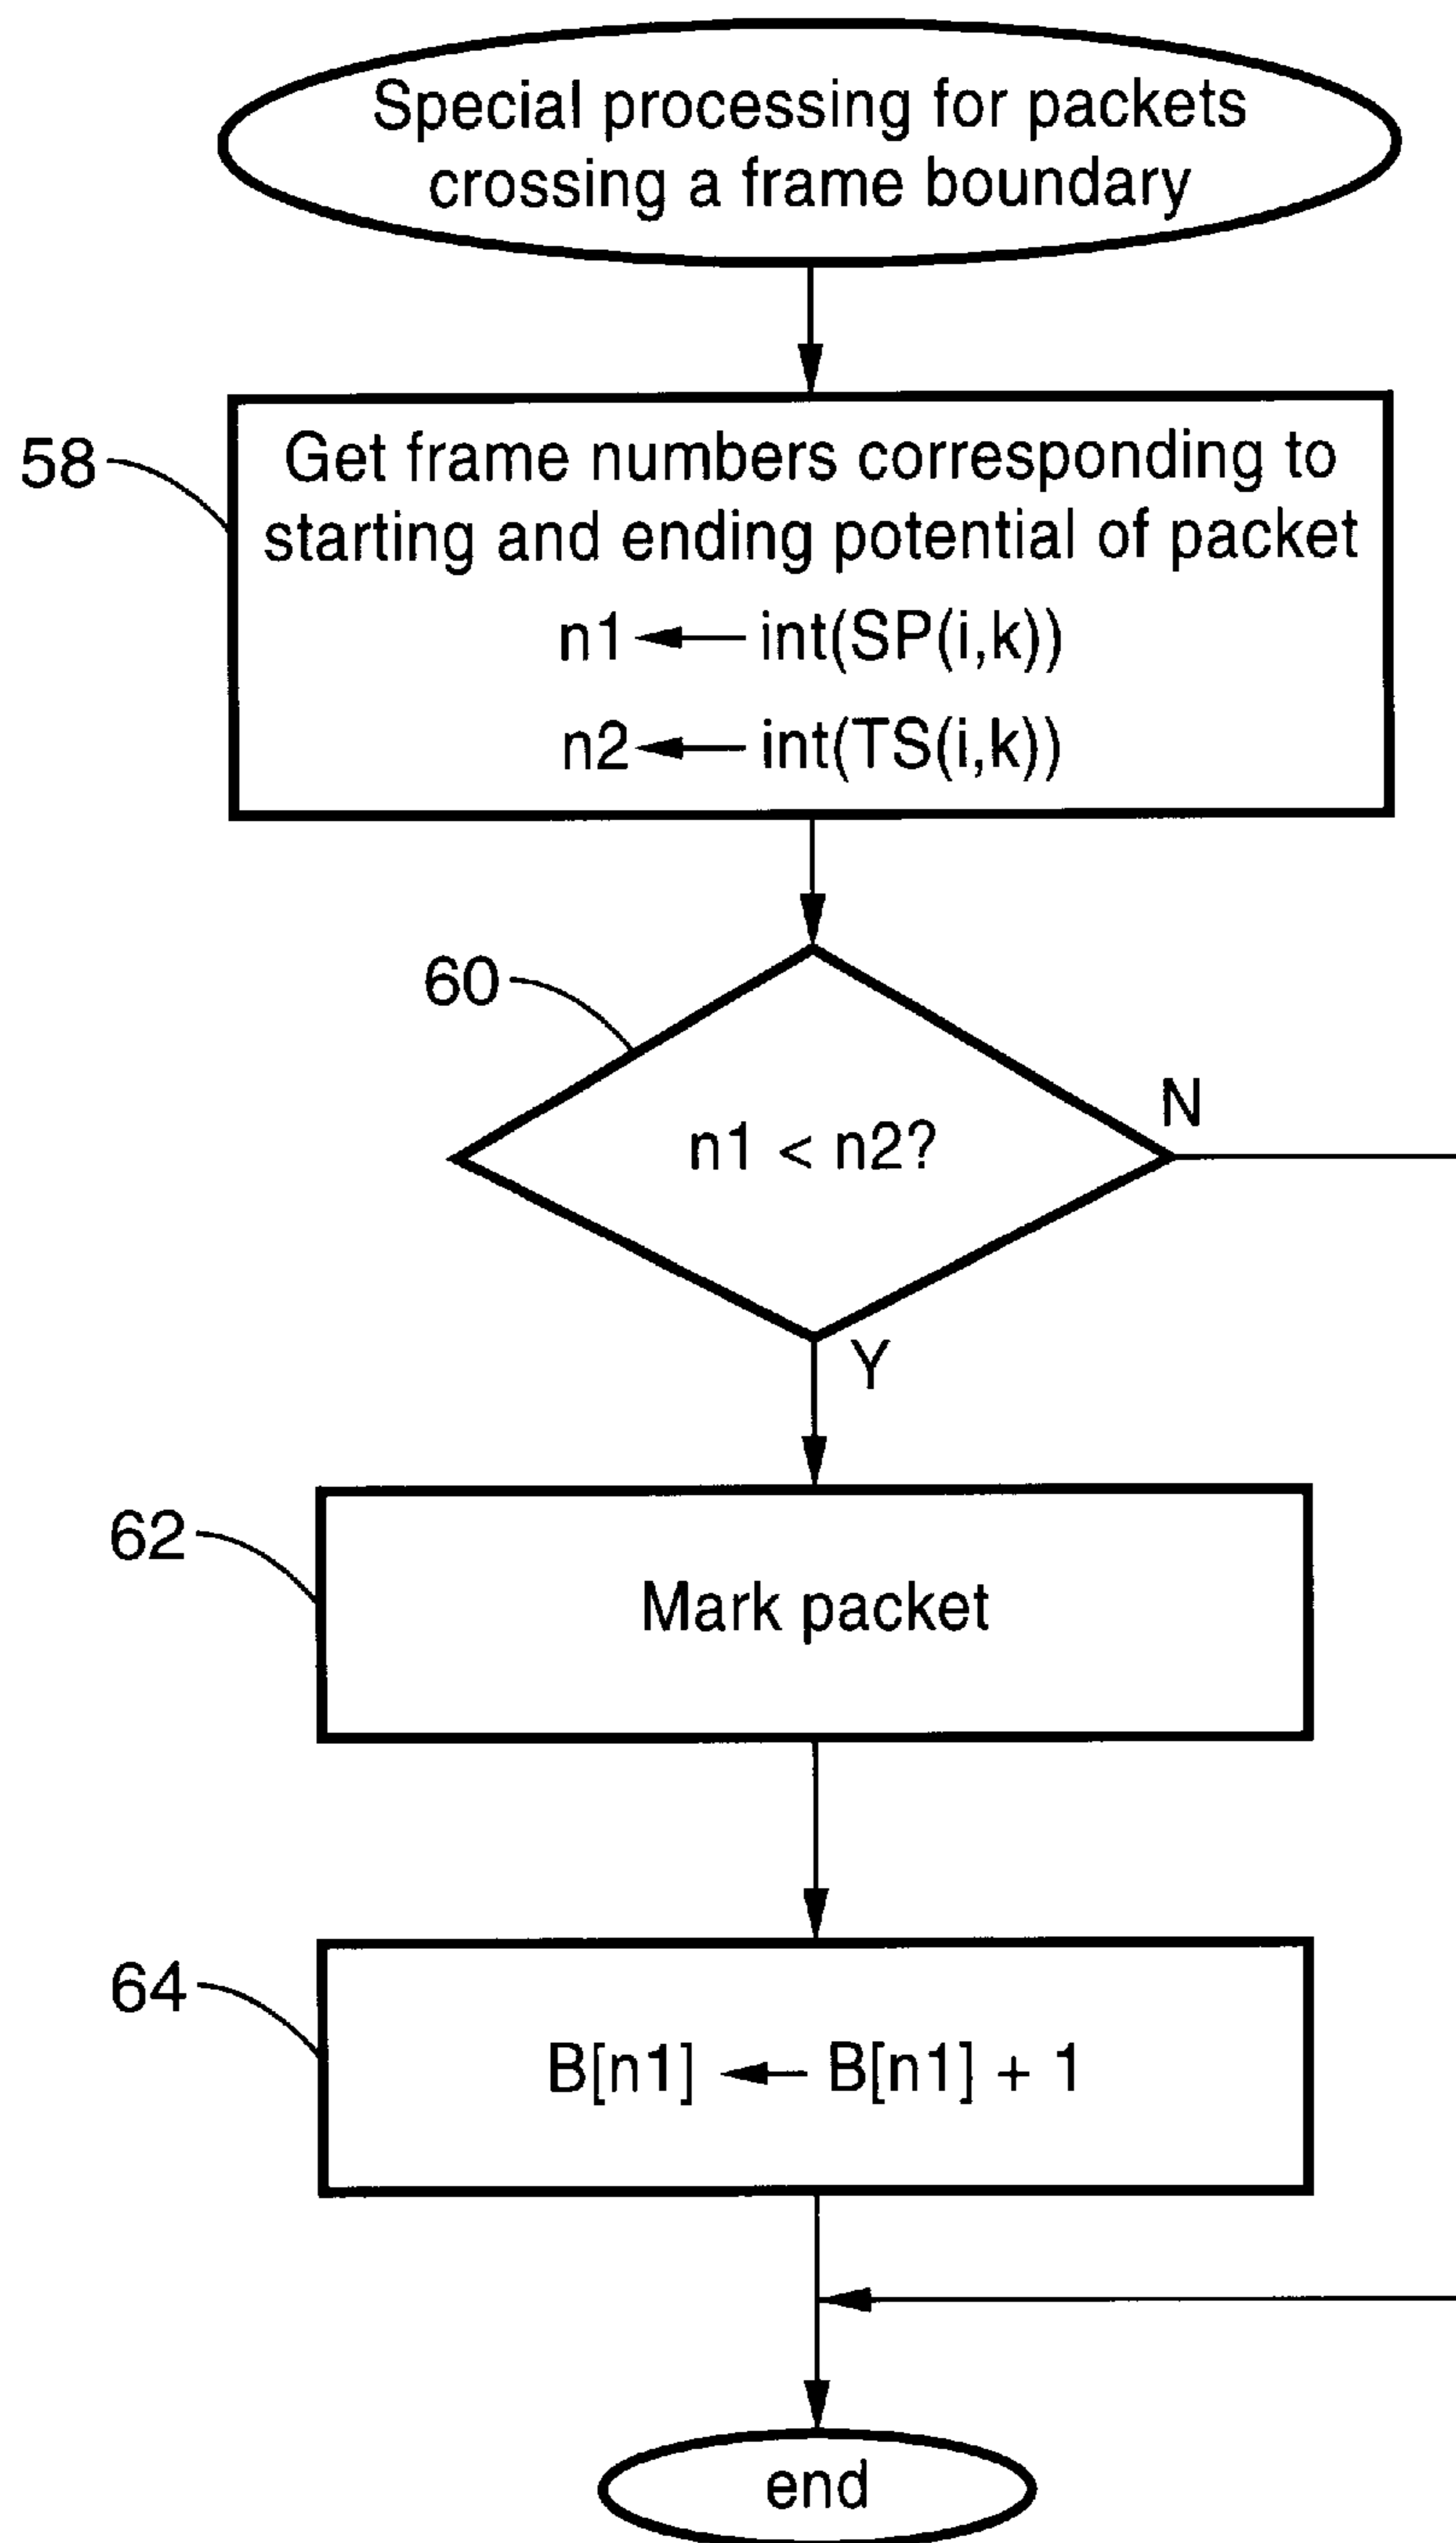 Special processing for packets
crossing a frame boundary
58
Get frame numbers corresponding to
starting and ending potential of packet
n1 ← int(SP(i,k))
n2 ← int(TS(i,k))
60
n1 < n2?
N
Y
62
Mark packet
64
B[n1] ← B[n1] + 1
end